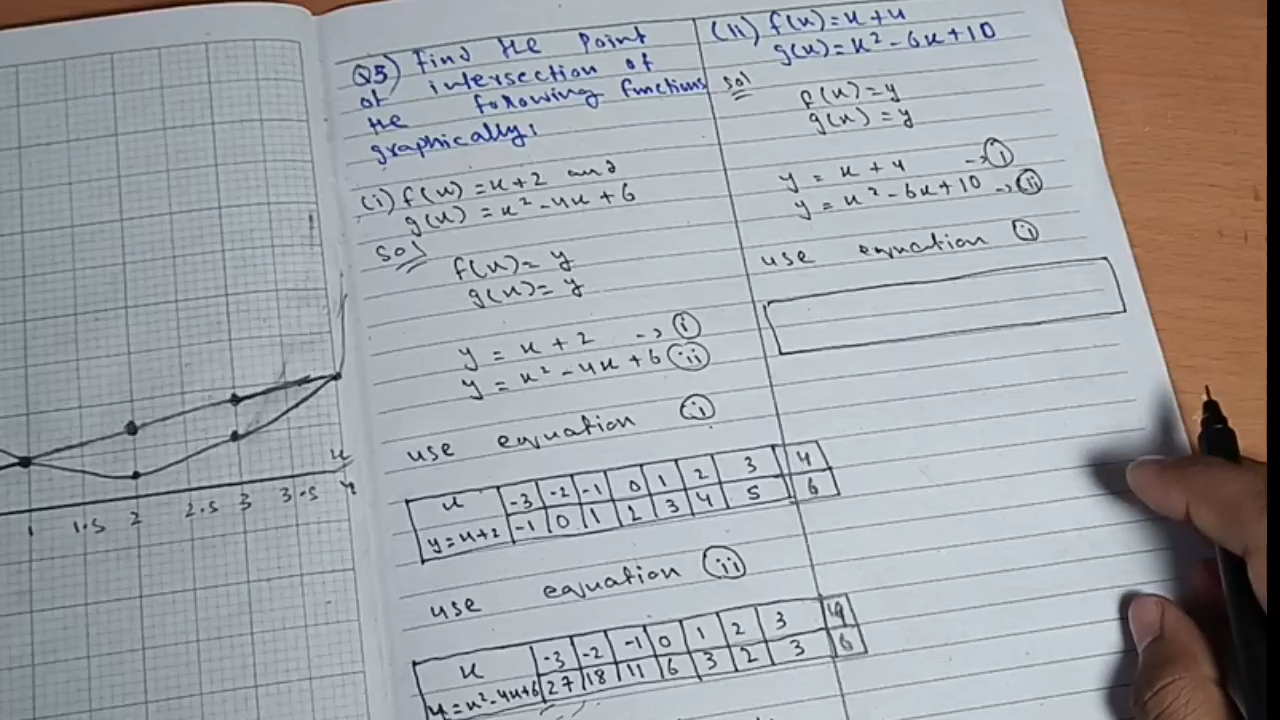 Q5) Find the point
of intersection of
the following functions
graphically:
(i) f(x) = x+2 and
g(x) = x² - 4x + 6
Sol
f(x) = y
g(x) = y
y = x + 2 → (i)
y = x² - 4x + 6 (ii)
use equation (i)
x -3 -2 -1 0 1 2 3 4
y = x+2 -1 0 1 2 3 4 5 6
use equation (ii)
x -3 -2 -1 0 1 2 3 4
y = x² - 4x + 6 27 18 11 6 3 2 3 6
(ii) f(x) = x + 4
g(x) = x² - 6x + 10
Sol
f(x) = y
g(x) = y
y = x + 4 → (i)
y = x² - 6x + 10 → (ii)
use equation (i)
x
1 1.5 2 2.5 3 3.5 4